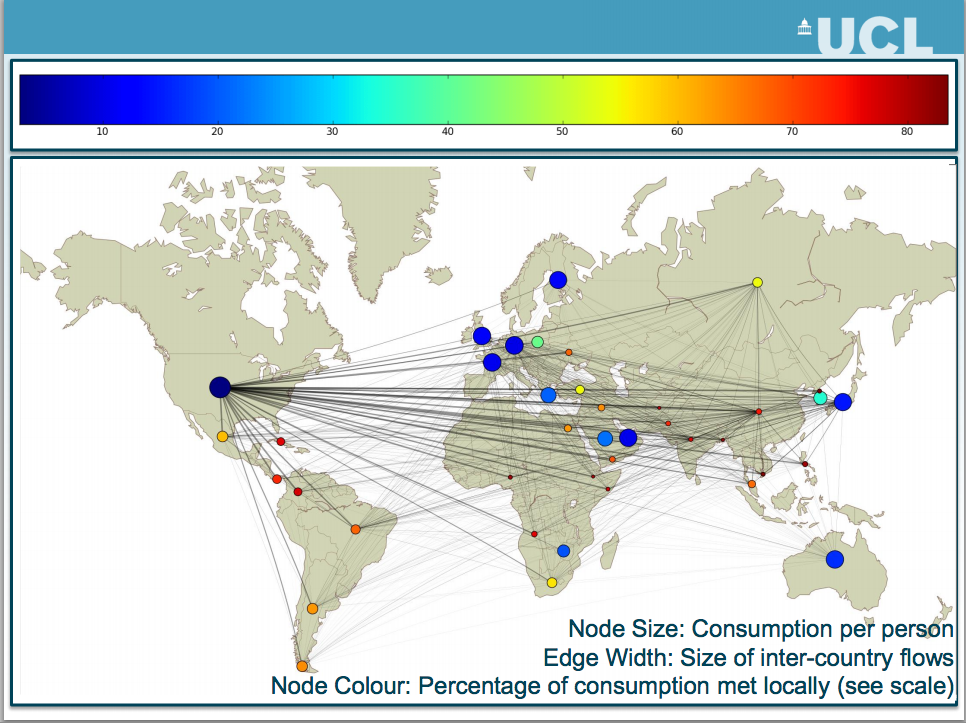 UCL
10 20 30 40 50 60 70 80
Node Size: Consumption per person
Edge Width: Size of inter-country flows
Node Colour: Percentage of consumption met locally (see scale)